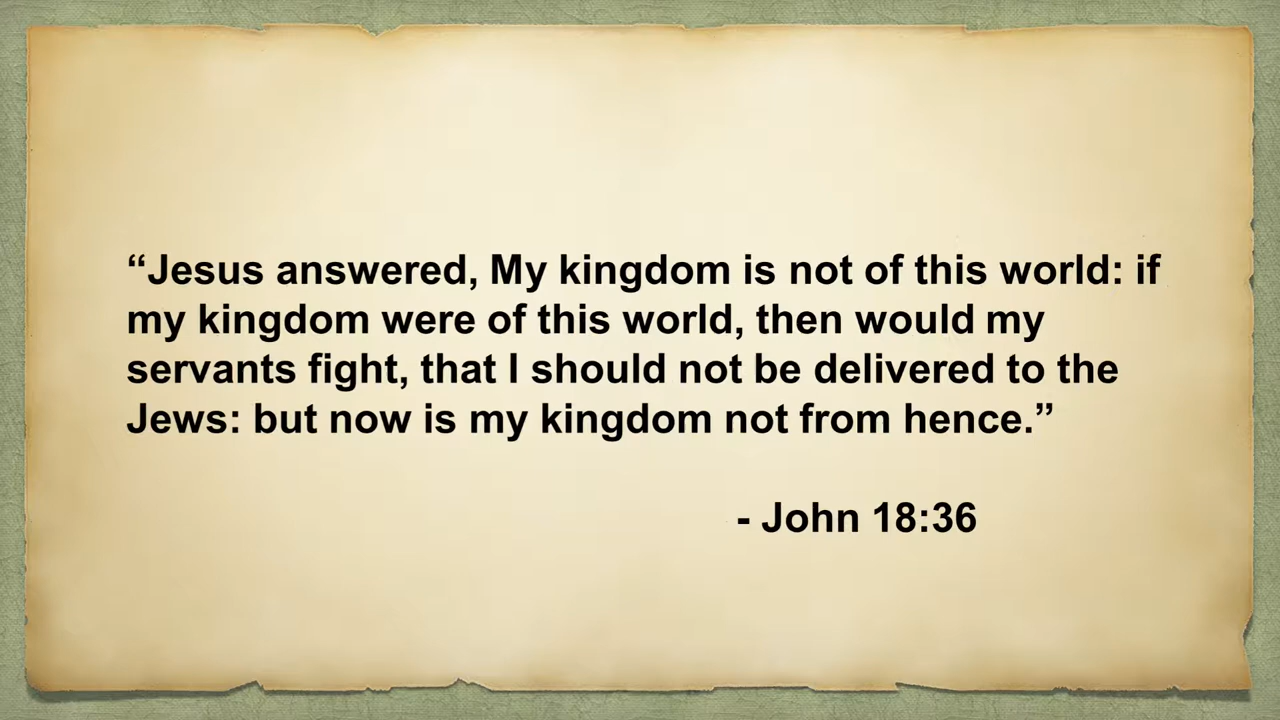 “Jesus answered, My kingdom is not of this world: if
my kingdom were of this world, then would my
servants fight, that I should not be delivered to the
Jews: but now is my kingdom not from hence.”
- John 18:36